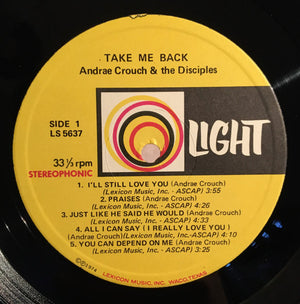 TAKE ME BACK
Andrae Crouch & the Disciples
SIDE 1
LS 5637
33⅓ rpm
STEREOPHONIC
LIGHT
1. I'LL STILL LOVE YOU (Andrae Crouch)
(Lexicon Music, Inc. - ASCAP) 3:55
2. PRAISES (Andrae Crouch)
(Lexicon Music, Inc. - ASCAP) 4:26
3. JUST LIKE HE SAID HE WOULD (Andrae Crouch)
(Lexicon Music, Inc. - ASCAP) 4:33
4. ALL I CAN SAY ( I REALLY LOVE YOU )
(Andrae Crouch)(Lexicon Music, Inc.-ASCAP) 4:10
5. YOU CAN DEPEND ON ME (Andrae Crouch)
(Lexicon Music, Inc. - ASCAP) 3:25
LEXICON MUSIC, INC. WACO, TEXAS